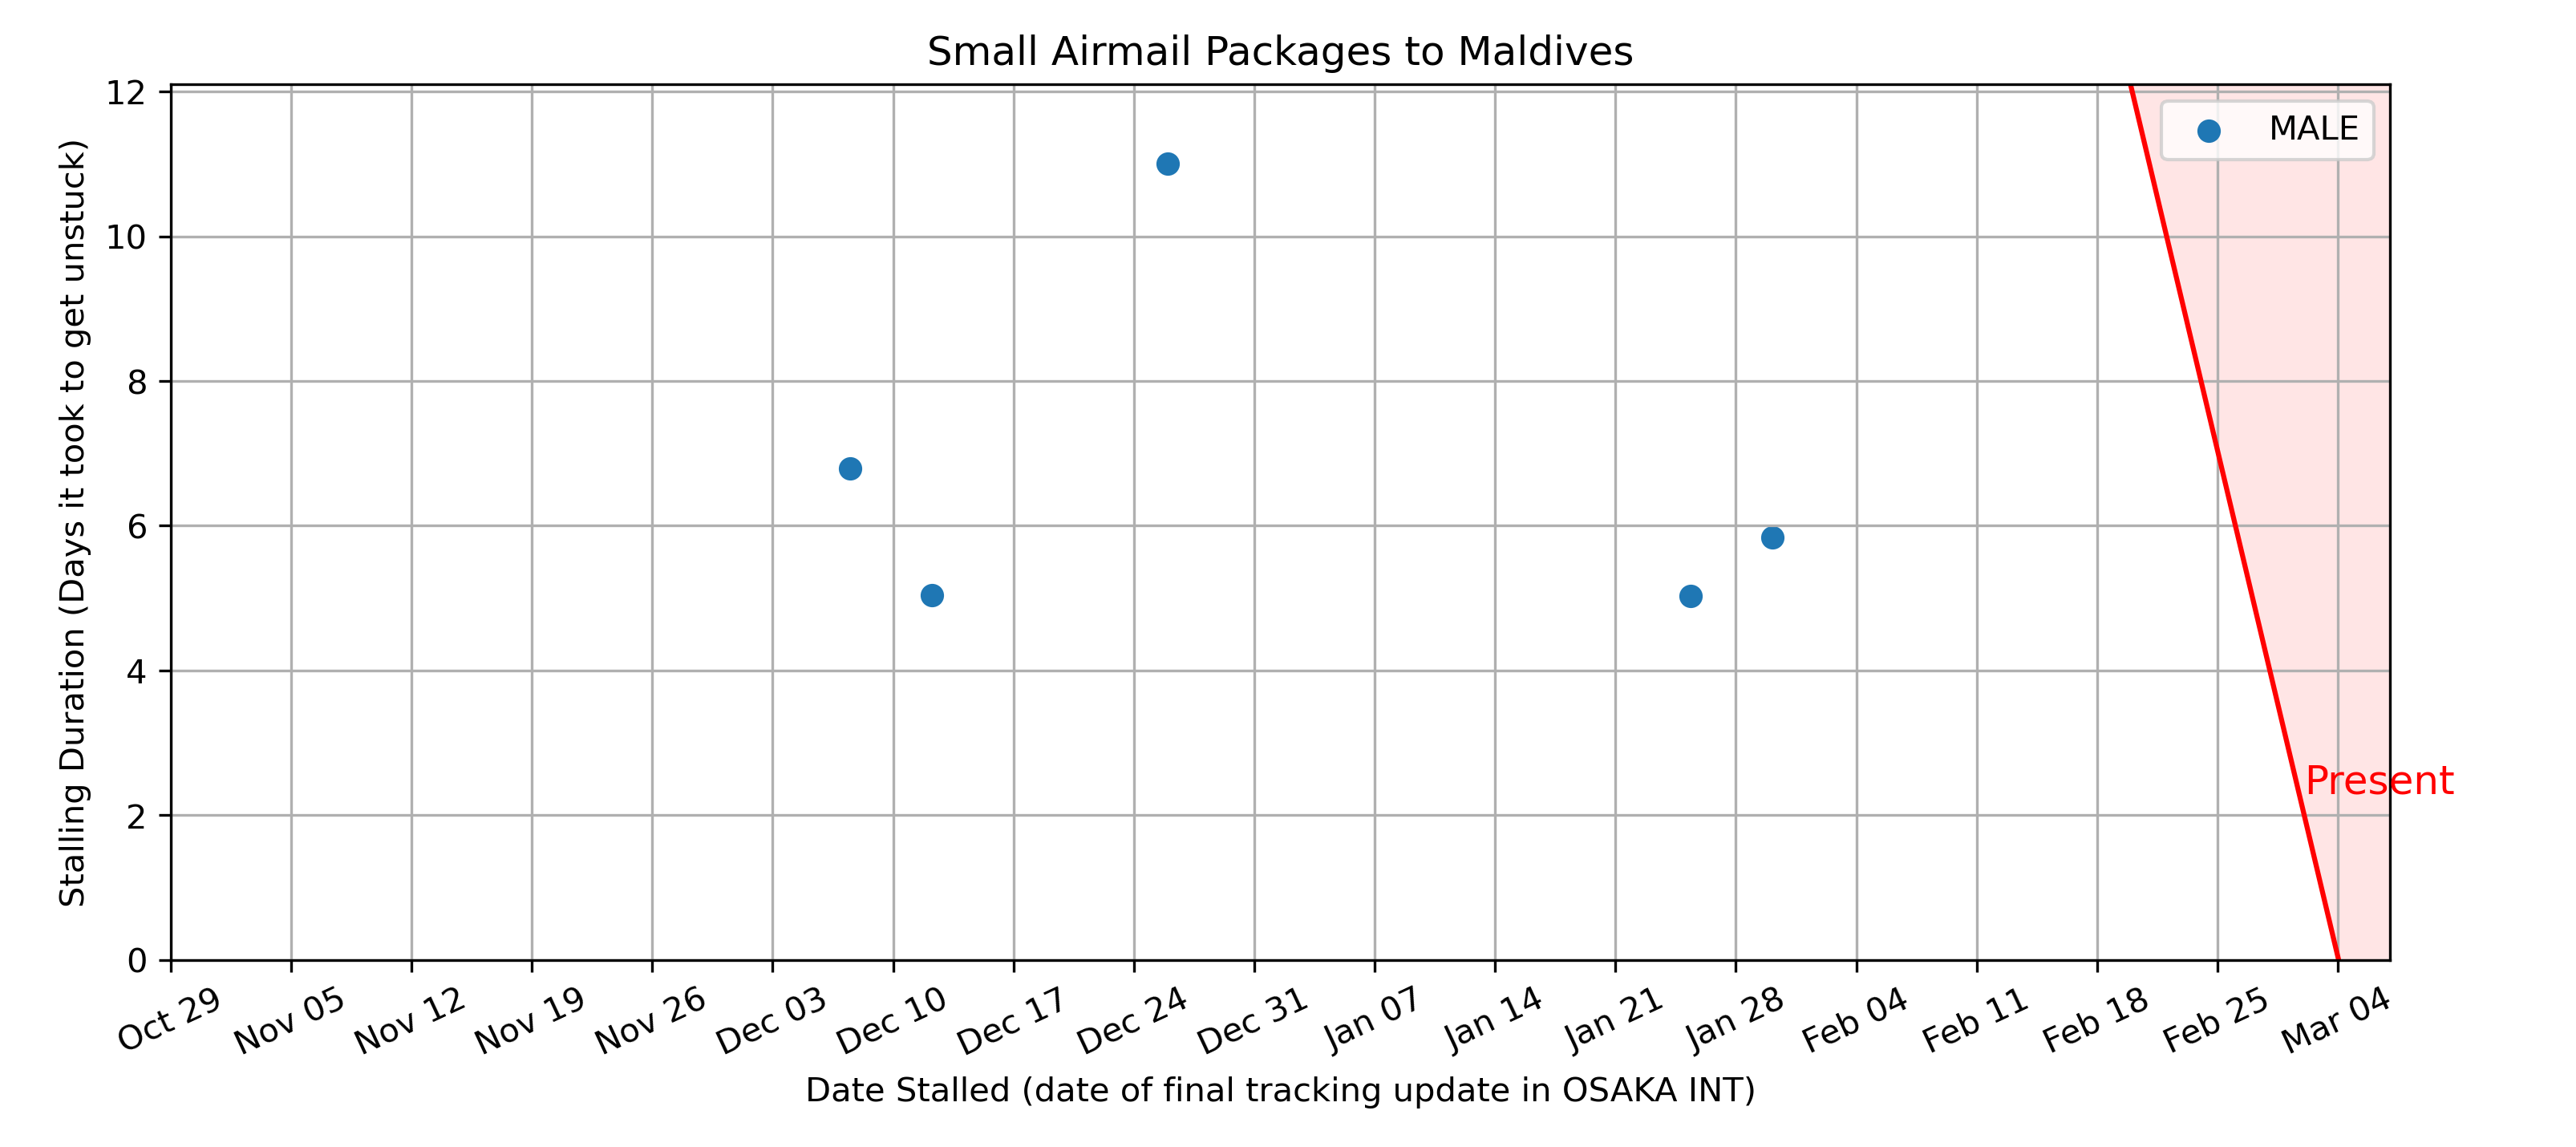 Small Airmail Packages to Maldives
MALE
Present
Stalling Duration (Days it took to get unstuck)
12
10
8
6
4
2
0
Oct 29
Nov 05
Nov 12
Nov 19
Nov 26
Dec 03
Dec 10
Dec 17
Dec 24
Dec 31
Jan 07
Jan 14
Jan 21
Jan 28
Feb 04
Feb 11
Feb 18
Feb 25
Mar 04
Date Stalled (date of final tracking update in OSAKA INT)